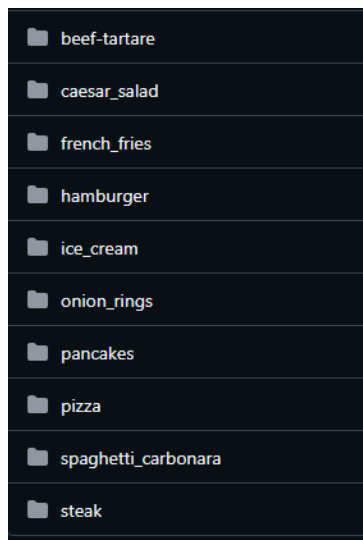 beef-tartare
caesar_salad
french_fries
hamburger
ice_cream
onion_rings
pancakes
pizza
spaghetti_carbonara
steak